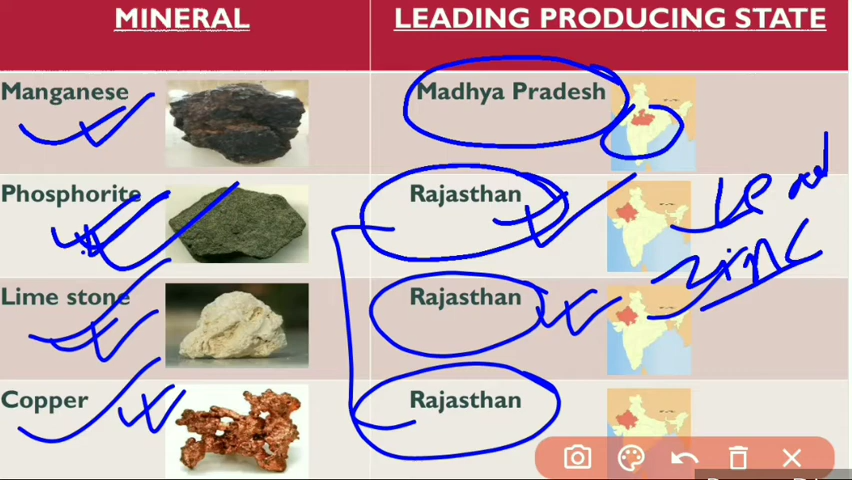 MINERAL LEADING PRODUCING STATE
Manganese Madhya Pradesh
Phosphorite Rajasthan Lead
Zinc
Lime stone Rajasthan
Copper Rajasthan